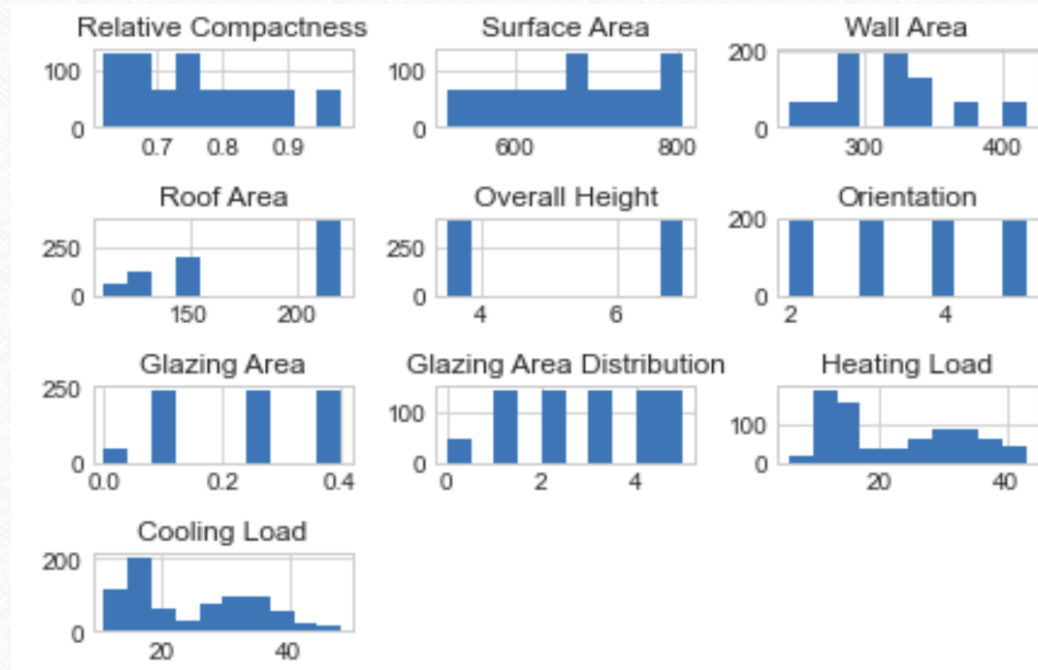 Relative Compactness Surface Area Wall Area
100 0 0.7 0.8 0.9
100 0 600 800
200 0 300 400
Roof Area Overall Height Orientation
250 0 150 200
250 0 4 6
200 0 2 4
Glazing Area Glazing Area Distribution Heating Load
250 0 0.0 0.2 0.4
100 0 0 2 4
100 0 20 40
Cooling Load
200 0 20 40